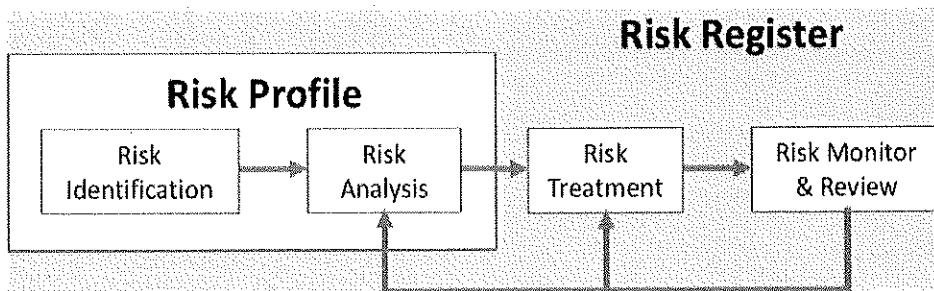 Risk Register
Risk Profile
Risk
Identification
Risk
Analysis
Risk
Treatment
Risk Monitor
& Review